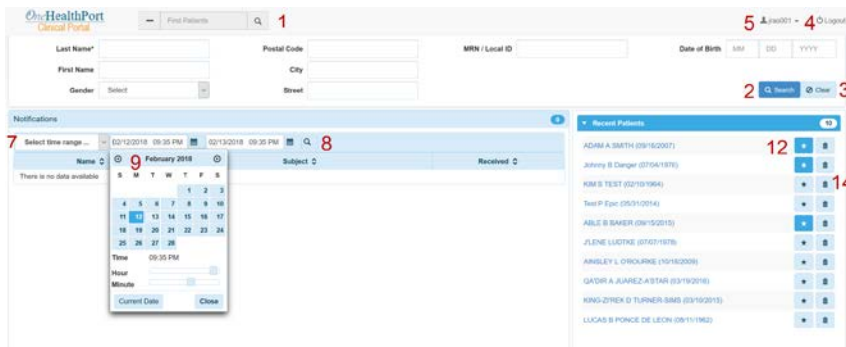 OneHealthPort
Clinical Portal
Find Patients
1
5 jrao001 4 Logout
Last Name* Postal Code MRN / Local ID Date of Birth MM DD YYYY
First Name City
Gender Select Street
2 Search Clear 3
Notifications 0
Recent Patients 10
7 Select time range ... 02/12/2018 09:35 PM 02/13/2018 09:35 PM 8
Name Subject Received
There is no data available
9 February 2018
S M T W T F S
1 2 3
4 5 6 7 8 9 10
11 12 13 14 15 16 17
18 19 20 21 22 23 24
25 26 27 28
Time 09:35 PM
Hour
Minute
Current Date Close
ADAM A SMITH (09/16/2007) 12
Johnny B Danger (07/04/1976)
KIM S TEST (02/10/1964) 14
Test P Epic (05/31/2014)
ABLE B BAKER (09/15/2015)
J'LENE LUDTKE (07/07/1978)
AINSLEY L O'ROURKE (10/18/2009)
QA'DIR A JUAREZ-A'STAR (03/19/2016)
KING-ZI'REK D TURNER-SIMS (03/10/2015)
LUCAS B PONCE DE LEON (08/11/1962)